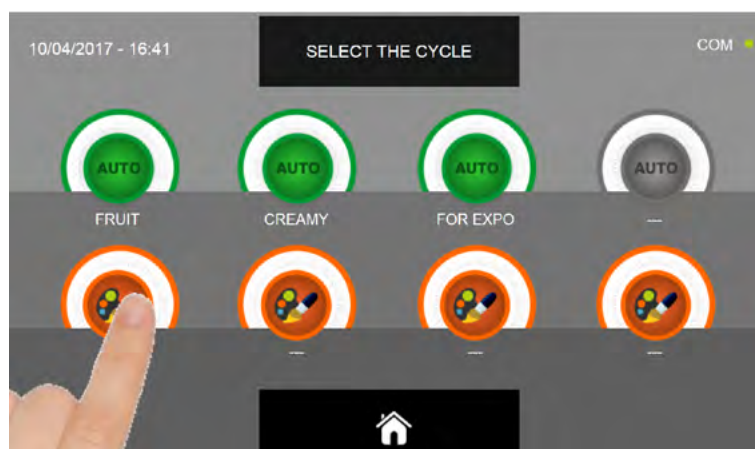 10/04/2017 - 16:41
SELECT THE CYCLE
COM
AUTO
AUTO
AUTO
AUTO
FRUIT
CREAMY
FOR EXPO
---
---
---
---